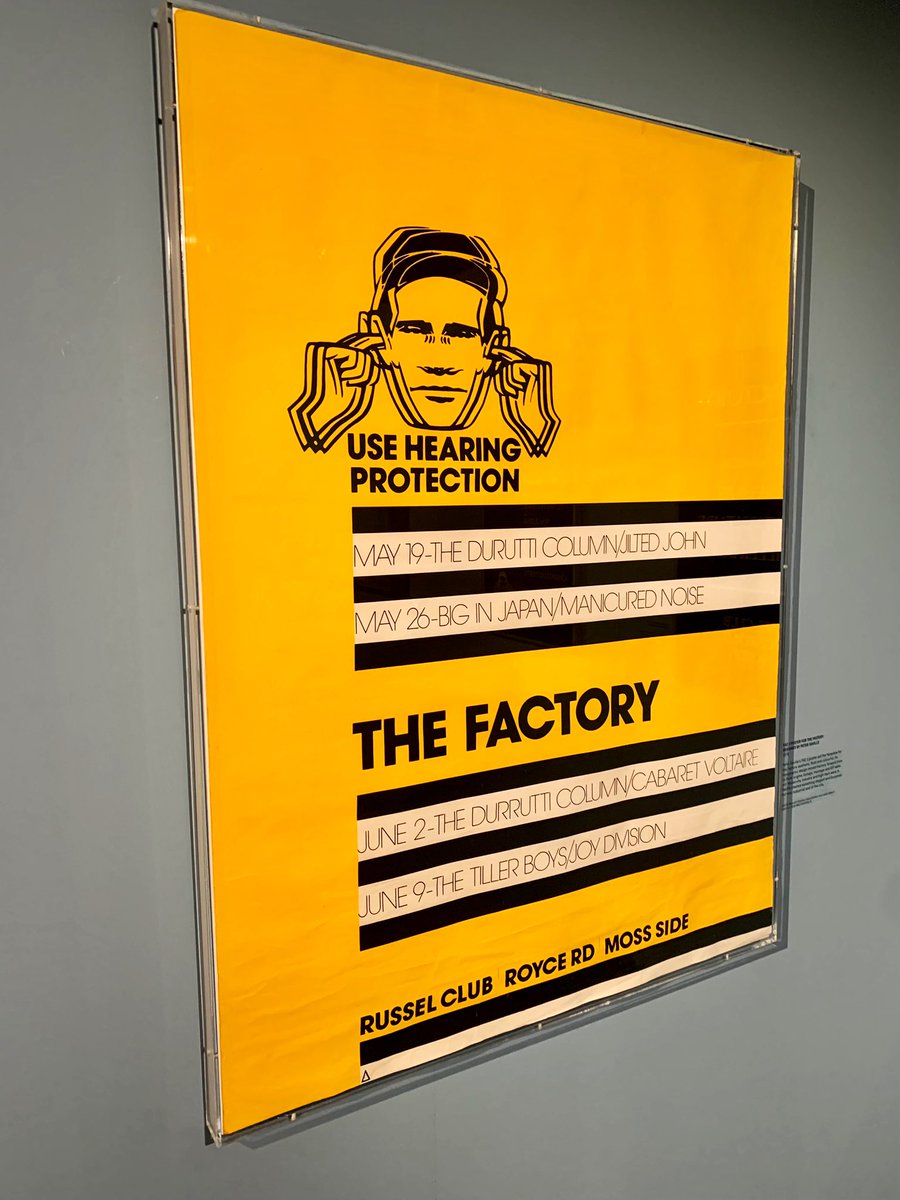 USE HEARING
PROTECTION
MAY 19-THE DURUTTI COLUMN/JILTED JOHN
MAY 26-BIG IN JAPAN/MANICURED NOISE
THE FACTORY
JUNE 2-THE DURRUTTI COLUMN/CABARET VOLTAIRE
JUNE 9-THE TILLER BOYS/JOY DIVISION
RUSSEL CLUB ROYCE RD MOSS SIDE